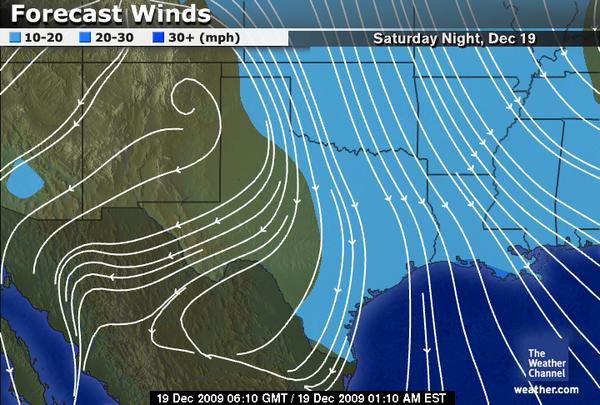 Forecast Winds
10-20 20-30 30+ (mph)
Saturday Night, Dec 19
The
Weather
Channel
weather.com
19 Dec 2009 06:10 GMT / 19 Dec 2009 01:10 AM EST